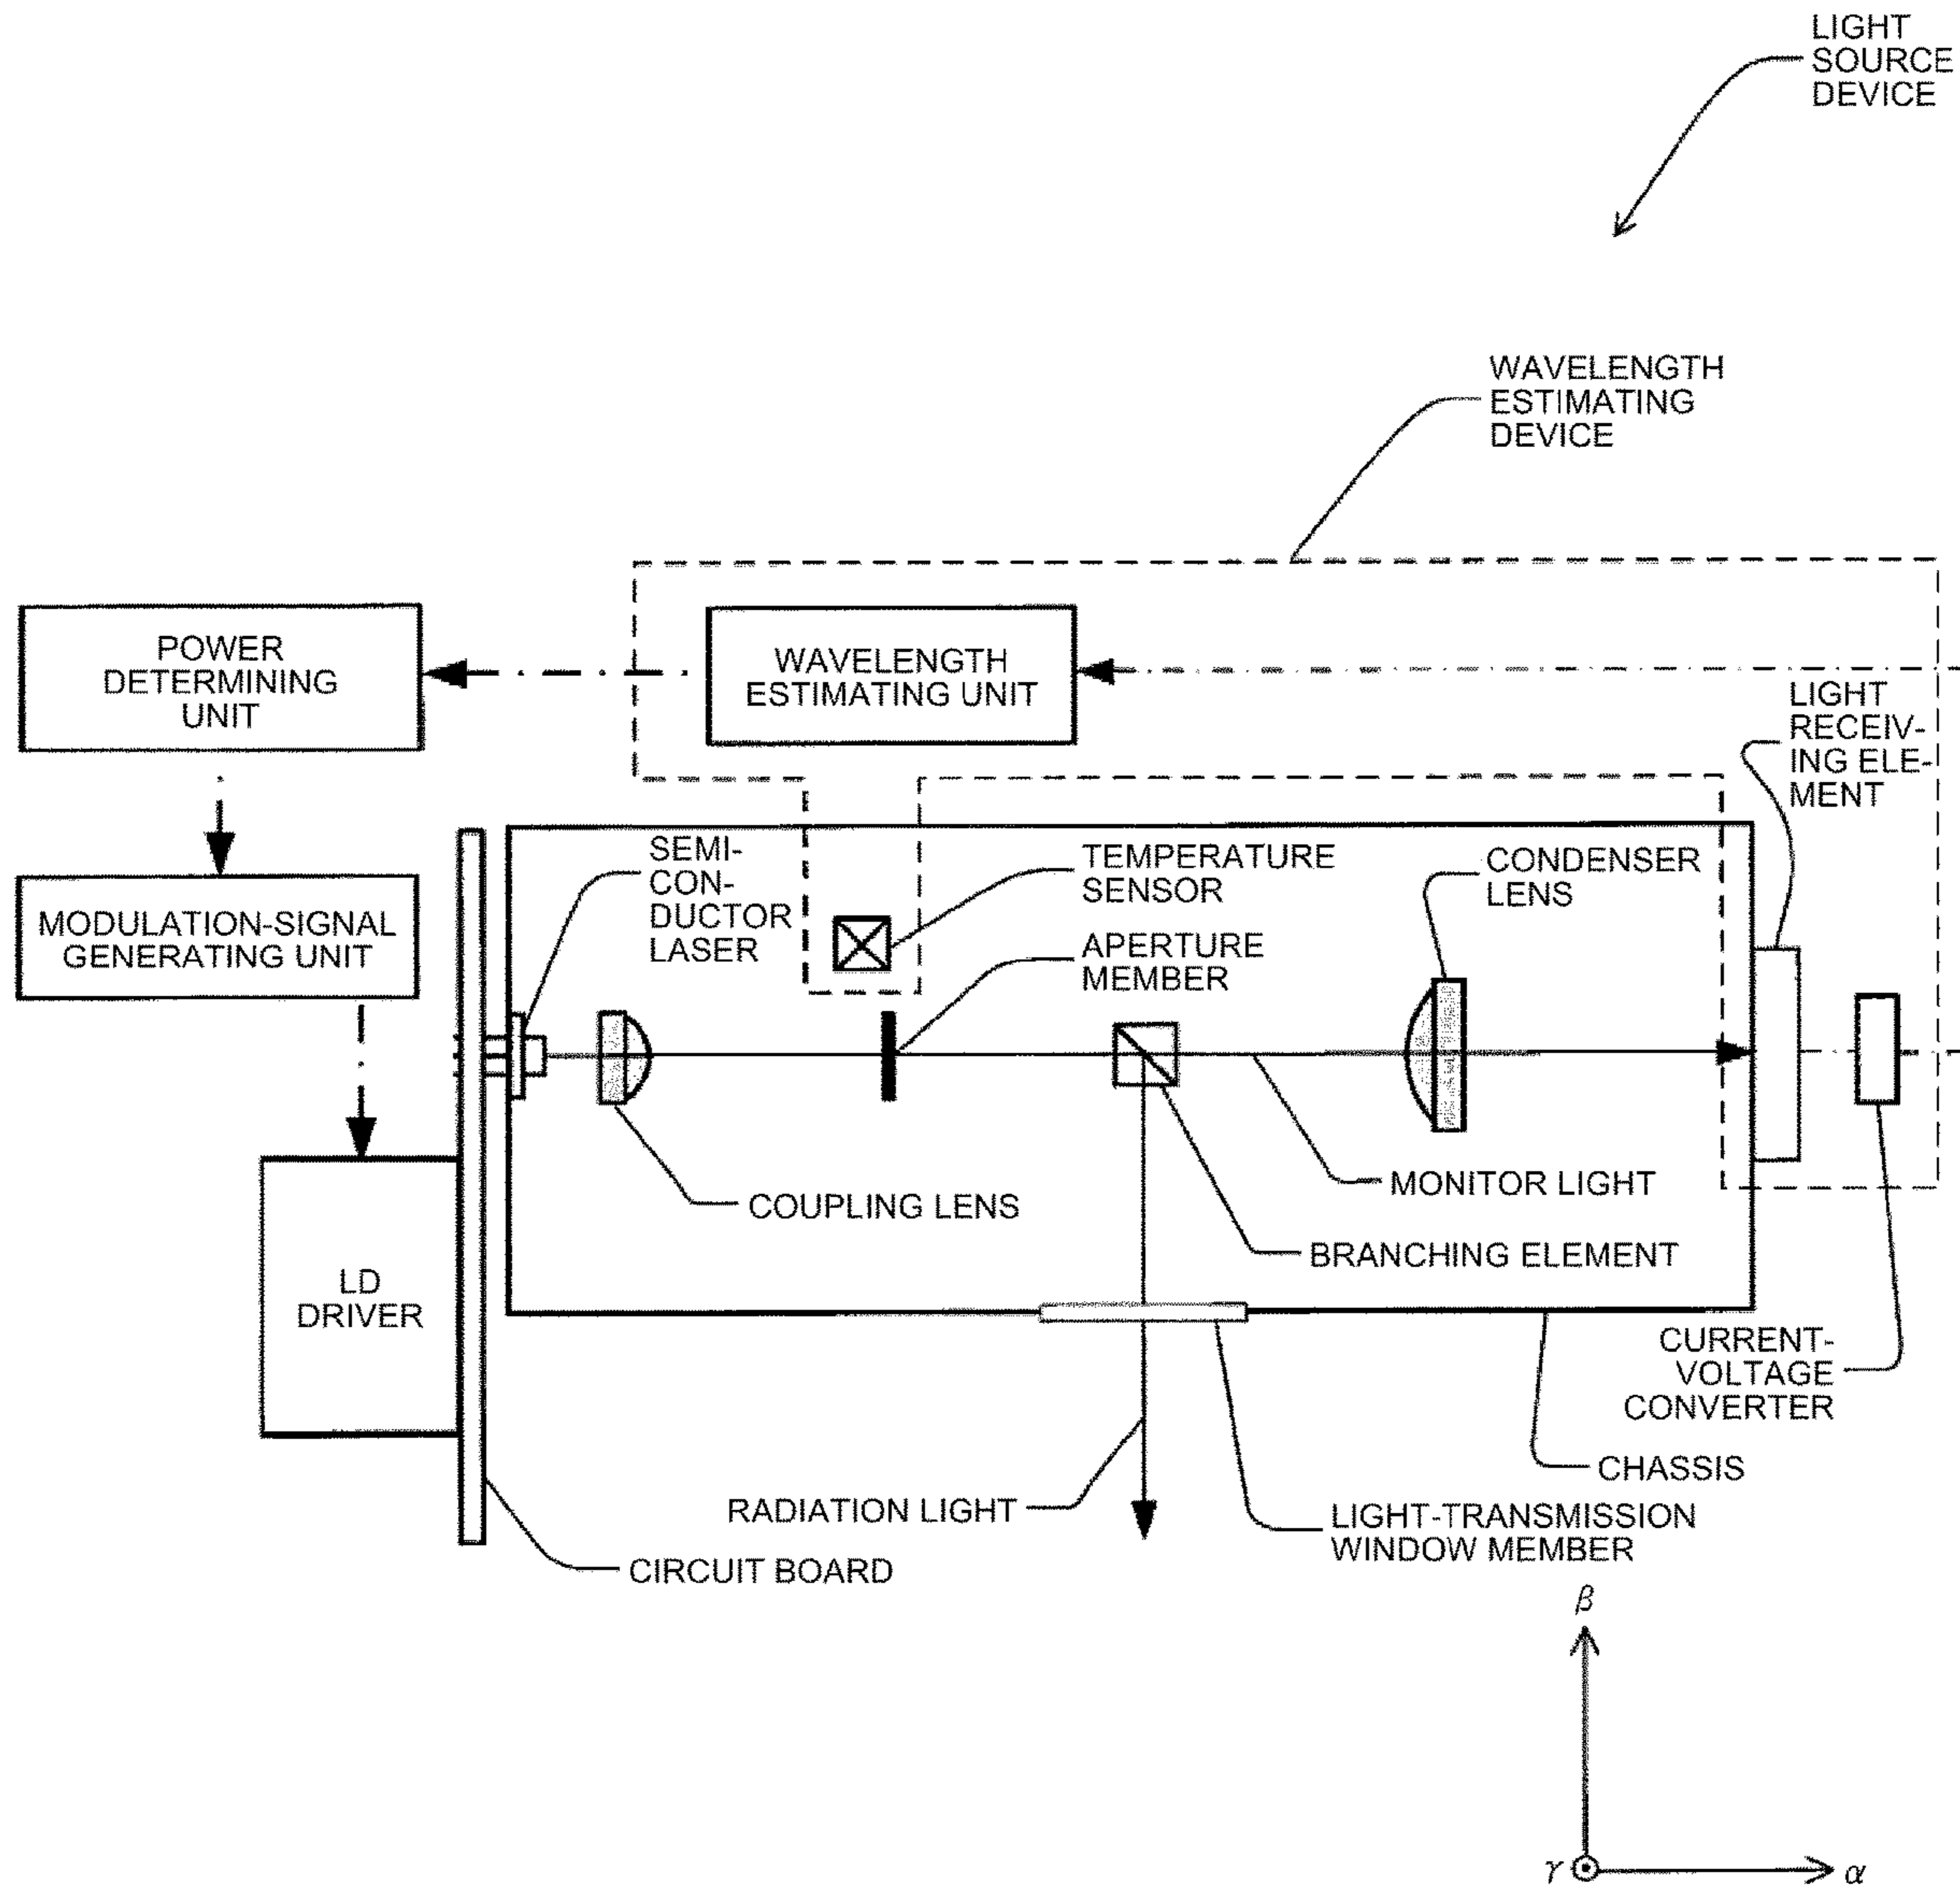 LIGHT
SOURCE
DEVICE
WAVELENGTH
ESTIMATING
DEVICE
POWER
DETERMINING
UNIT
WAVELENGTH
ESTIMATING UNIT
LIGHT
RECEIV-
ING ELE-
MENT
MODULATION-SIGNAL
GENERATING UNIT
SEMI-
CON-
DUCTOR
LASER
TEMPERATURE
SENSOR
APERTURE
MEMBER
CONDENSER
LENS
COUPLING LENS
MONITOR LIGHT
BRANCHING ELEMENT
LD
DRIVER
CURRENT-
VOLTAGE
CONVERTER
CHASSIS
RADIATION LIGHT
LIGHT-TRANSMISSION
WINDOW MEMBER
CIRCUIT BOARD
β
γ
α